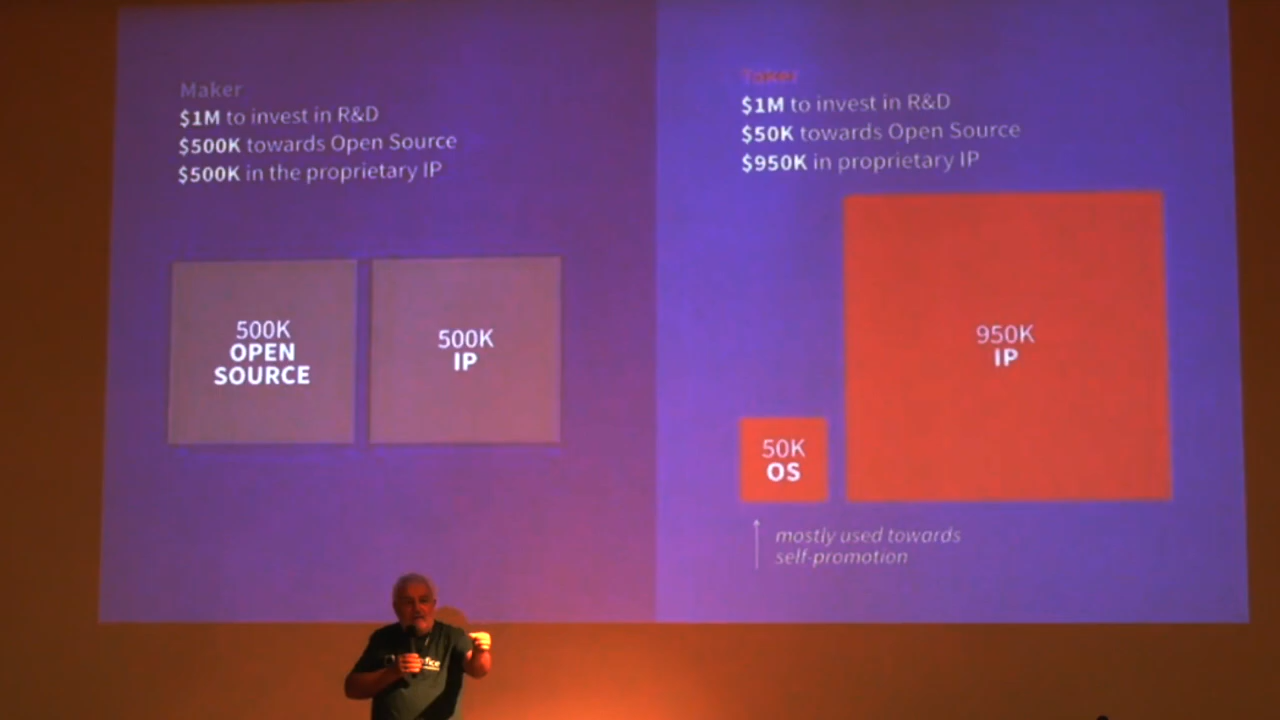 Maker
$1M to invest in R&D
$500K towards Open Source
$500K in the proprietary IP
500K
OPEN
SOURCE
500K
IP
Taker
$1M to invest in R&D
$50K towards Open Source
$950K in proprietary IP
950K
IP
50K
OS
mostly used towards
self-promotion